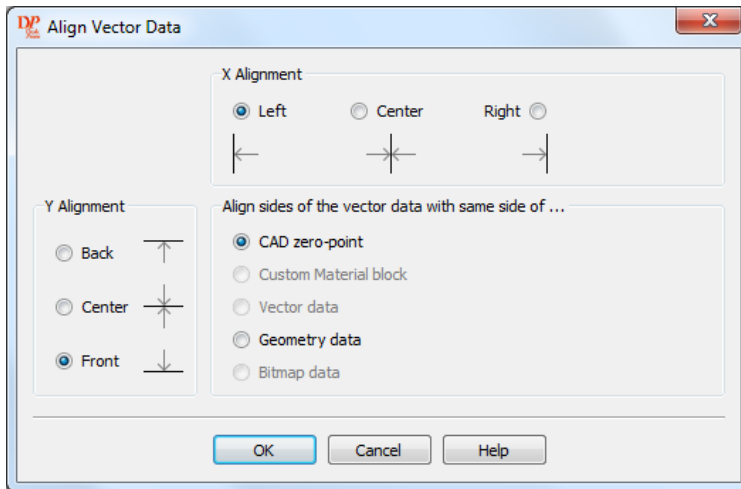 DP
Align Vector Data
X Alignment
Left Center Right
Y Alignment
Back
Center
Front
Align sides of the vector data with same side of ...
CAD zero-point
Custom Material block
Vector data
Geometry data
Bitmap data
OK Cancel Help